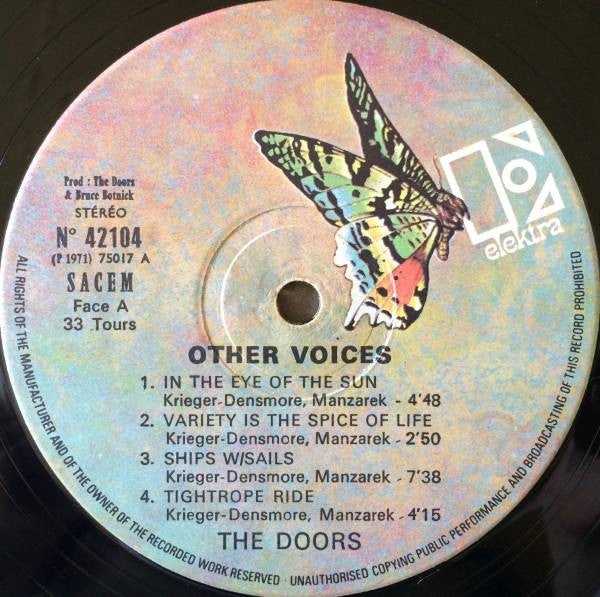 Prod : The Doors
& Bruce Botnick
STÉRÉO
N° 42104
(P 1971) 75017 A
SACEM
Face A
33 Tours
elektra
OTHER VOICES
1. IN THE EYE OF THE SUN
Krieger-Densmore, Manzarek - 4'48
2. VARIETY IS THE SPICE OF LIFE
Krieger-Densmore, Manzarek - 2'50
3. SHIPS W/SAILS
Krieger-Densmore, Manzarek - 7'38
4. TIGHTROPE RIDE
Krieger-Densmore, Manzarek - 4'15
THE DOORS
ALL RIGHTS OF THE MANUFACTURER AND OF THE OWNER OF THE RECORDED WORK RESERVED - UNAUTHORISED COPYING PUBLIC PERFORMANCE AND BROADCASTING OF THIS RECORD PROHIBITED